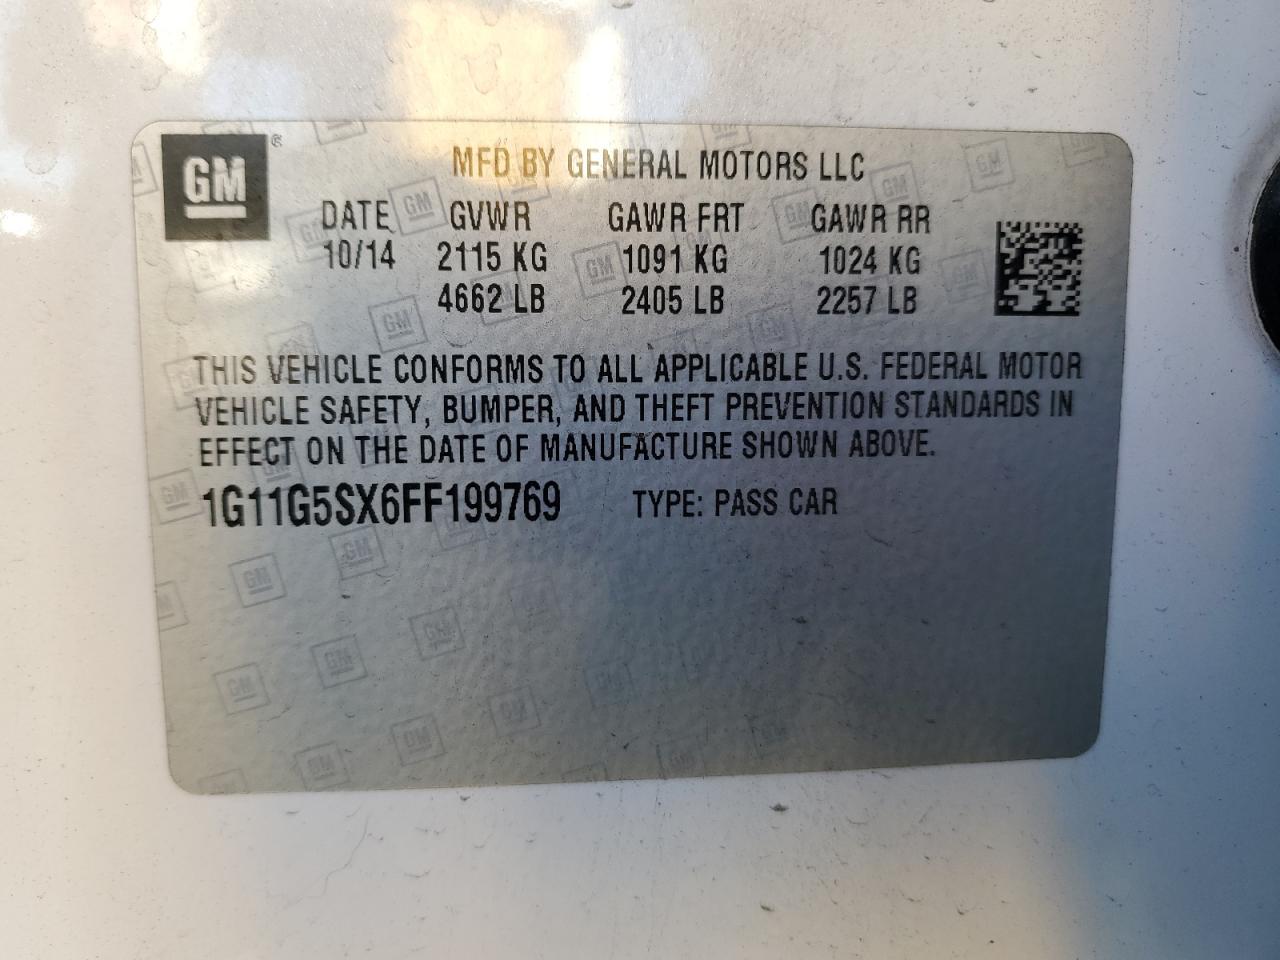 GM
MFD BY GENERAL MOTORS LLC
DATE GVWR GAWR FRT GAWR RR
10/14 2115 KG 1091 KG 1024 KG
4662 LB 2405 LB 2257 LB
THIS VEHICLE CONFORMS TO ALL APPLICABLE U.S. FEDERAL MOTOR
VEHICLE SAFETY, BUMPER, AND THEFT PREVENTION STANDARDS IN
EFFECT ON THE DATE OF MANUFACTURE SHOWN ABOVE.
1G11G5SX6FF199769 TYPE: PASS CAR